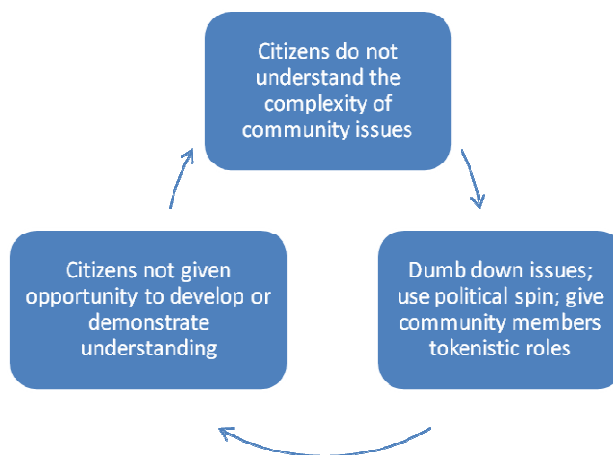 Citizens do not
understand the
complexity of
community issues
Citizens not given
opportunity to develop or
demonstrate
understanding
Dumb down issues;
use political spin; give
community members
tokenistic roles